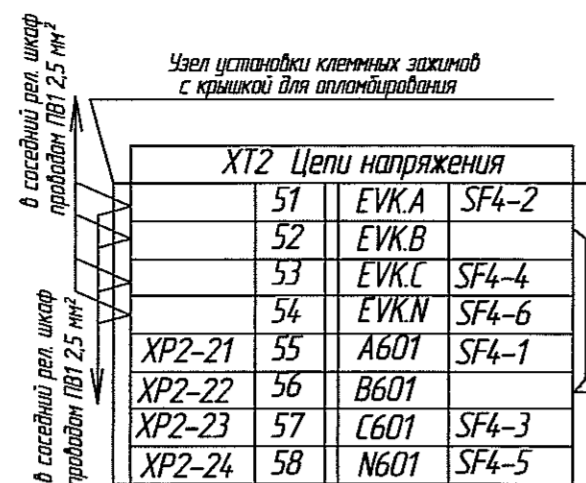 в соседний рел. шкаф
проводом ПВ1 2,5 мм²
Узел установки клеммных зажимов
с крышкой для опломбирования
XT2 Цепи напряжения
51 EVK.A SF4-2
52 EVK.B
53 EVK.C SF4-4
54 EVK.N SF4-6
XP2-21 55 A601 SF4-1
XP2-22 56 B601
XP2-23 57 C601 SF4-3
XP2-24 58 N601 SF4-5
в соседний рел. шкаф
проводом ПВ1 2,5 мм²